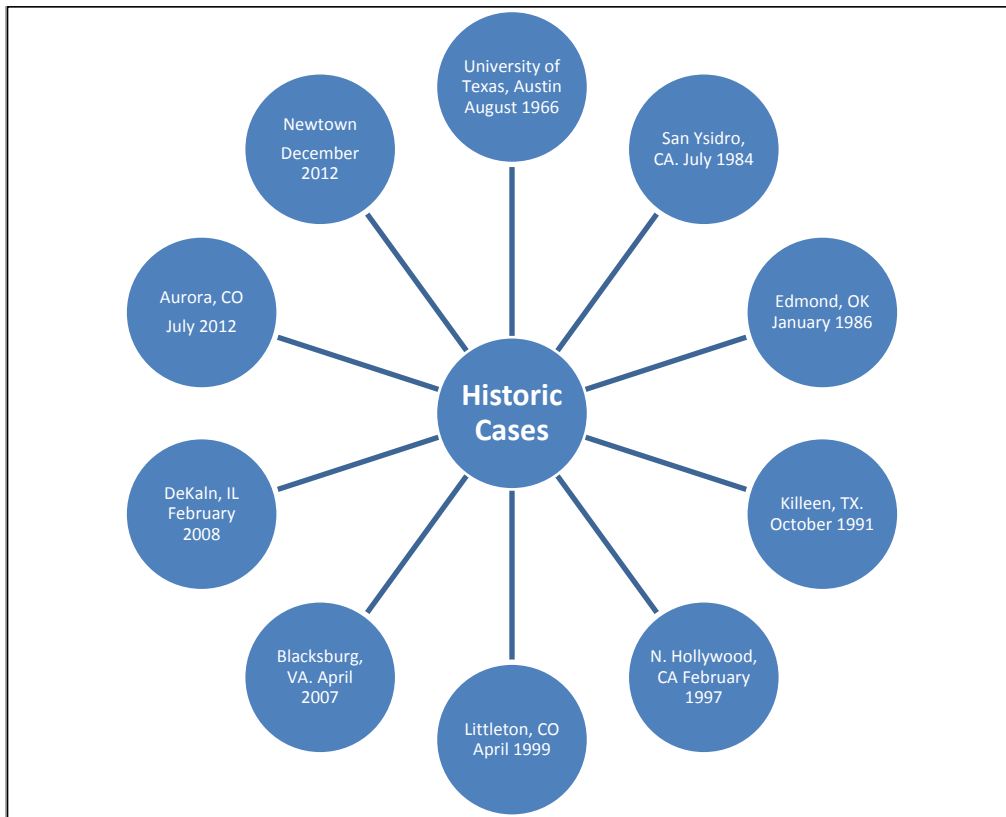 University of
Texas, Austin
August 1966
San Ysidro,
CA. July 1984
Edmond, OK
January 1986
Killeen, TX.
October 1991
N. Hollywood,
CA February
1997
Littleton, CO
April 1999
Blacksburg,
VA. April
2007
DeKaln, IL
February
2008
Aurora, CO
July 2012
Newtown
December
2012
Historic
Cases